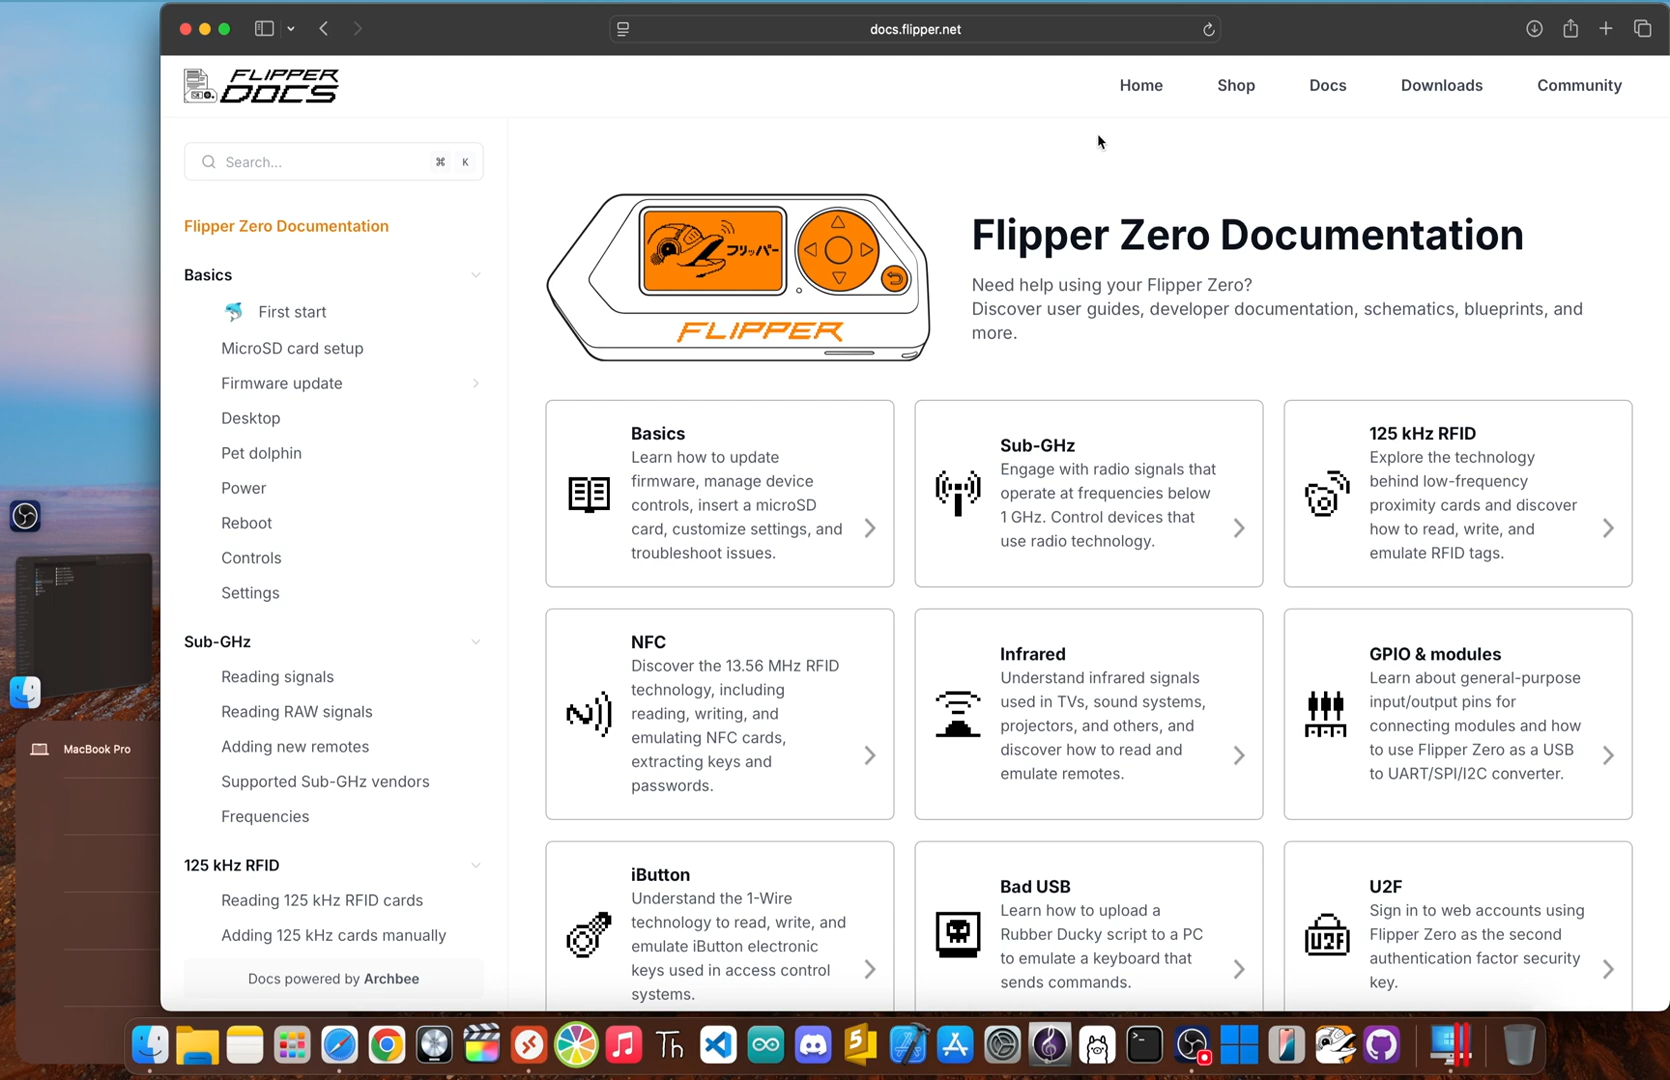 docs.flipper.net
FLIPPER
DOCS
Home
Shop
Docs
Downloads
Community
Search...
⌘
K
Flipper Zero Documentation
Basics
First start
MicroSD card setup
Firmware update
Desktop
Pet dolphin
Power
Reboot
Controls
Settings
Sub-GHz
Reading signals
Reading RAW signals
Adding new remotes
Supported Sub-GHz vendors
Frequencies
125 kHz RFID
Reading 125 kHz RFID cards
Adding 125 kHz cards manually
Docs powered by Archbee
フリッパー
FLIPPER
Flipper Zero Documentation
Need help using your Flipper Zero?
Discover user guides, developer documentation, schematics, blueprints, and
more.
Basics
Learn how to update
firmware, manage device
controls, insert a microSD
card, customize settings, and
troubleshoot issues.
Sub-GHz
Engage with radio signals that
operate at frequencies below
1 GHz. Control devices that
use radio technology.
125 kHz RFID
Explore the technology
behind low-frequency
proximity cards and discover
how to read, write, and
emulate RFID tags.
NFC
Discover the 13.56 MHz RFID
technology, including
reading, writing, and
emulating NFC cards,
extracting keys and
passwords.
Infrared
Understand infrared signals
used in TVs, sound systems,
projectors, and others, and
discover how to read and
emulate remotes.
GPIO & modules
Learn about general-purpose
input/output pins for
connecting modules and how
to use Flipper Zero as a USB
to UART/SPI/I2C converter.
iButton
Understand the 1-Wire
technology to read, write, and
emulate iButton electronic
keys used in access control
systems.
Bad USB
Learn how to upload a
Rubber Ducky script to a PC
to emulate a keyboard that
sends commands.
U2F
U2F
Sign in to web accounts using
Flipper Zero as the second
authentication factor security
key.
MacBook Pro
Th